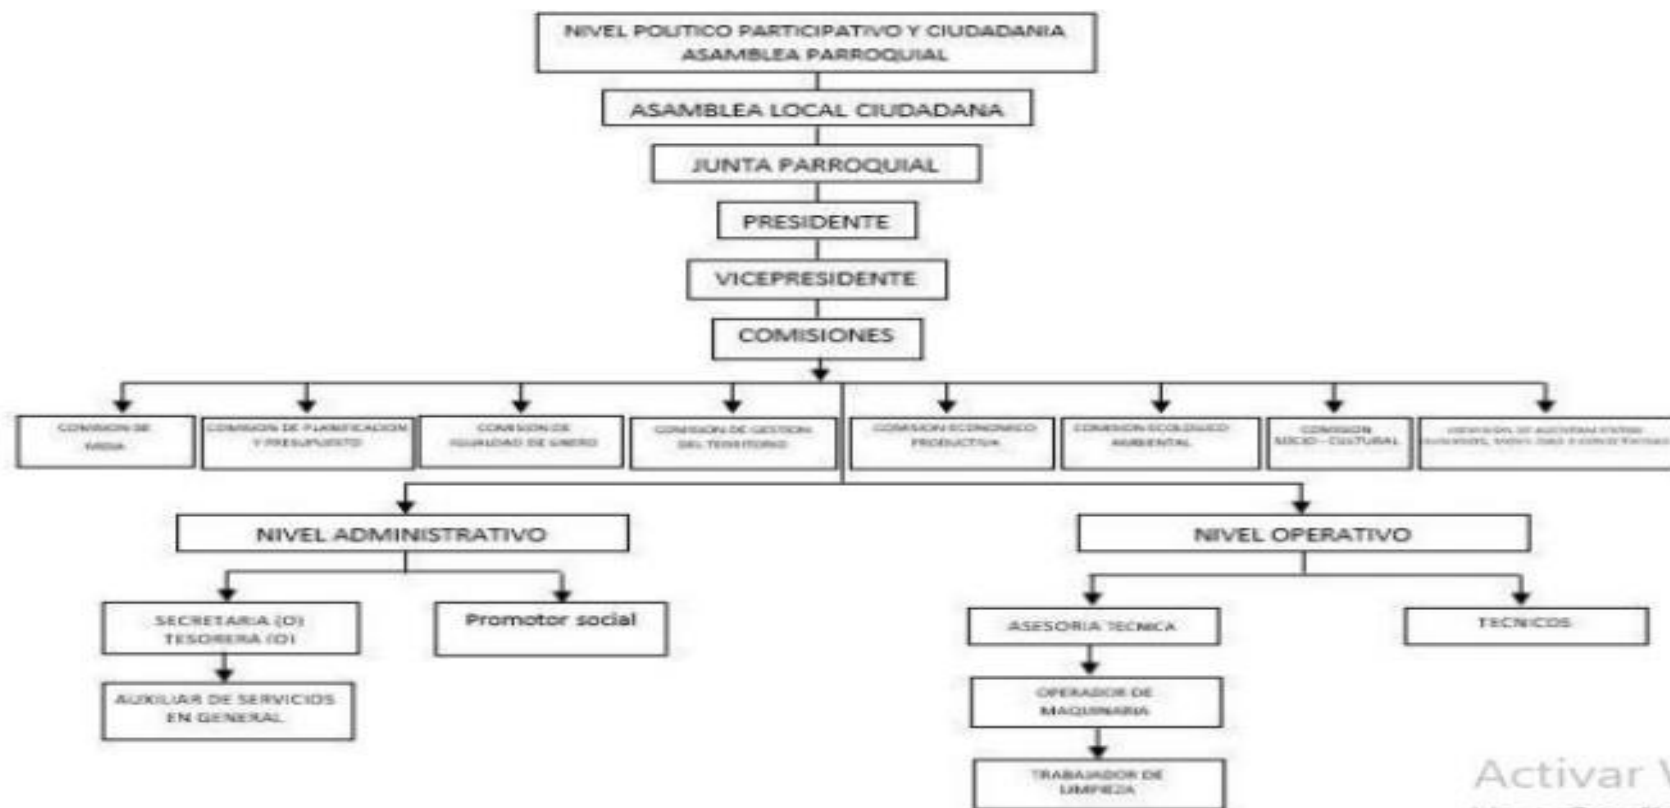 NIVEL POLITICO PARTICIPATIVO Y CIUDADANIA
ASAMBLEA PARROQUIAL
ASAMBLEA LOCAL CIUDADANA
JUNTA PARROQUIAL
PRESIDENTE
VICEPRESIDENTE
COMISIONES
COMISION DE
MESA
COMISION DE PLANIFICACION
Y PRESUPUESTO
COMISION DE
IGUALDAD DE GENERO
COMISION DE GESTION
DEL TERRITORIO
COMISION ECONOMICO
PRODUCTIVA
COMISION ECOLOGICO
AMBIENTAL
COMISION
SOCIO - CULTURAL
NIVEL ADMINISTRATIVO
NIVEL OPERATIVO
SECRETARIA (O)
TESORERA (O)
Promotor social
ASESORIA TECNICA
TECNICOS
AUXILIAR DE SERVICIOS
EN GENERAL
OPERADOR DE
MAQUINARIA
TRABAJADOR DE
LIMPIEZA
Activar